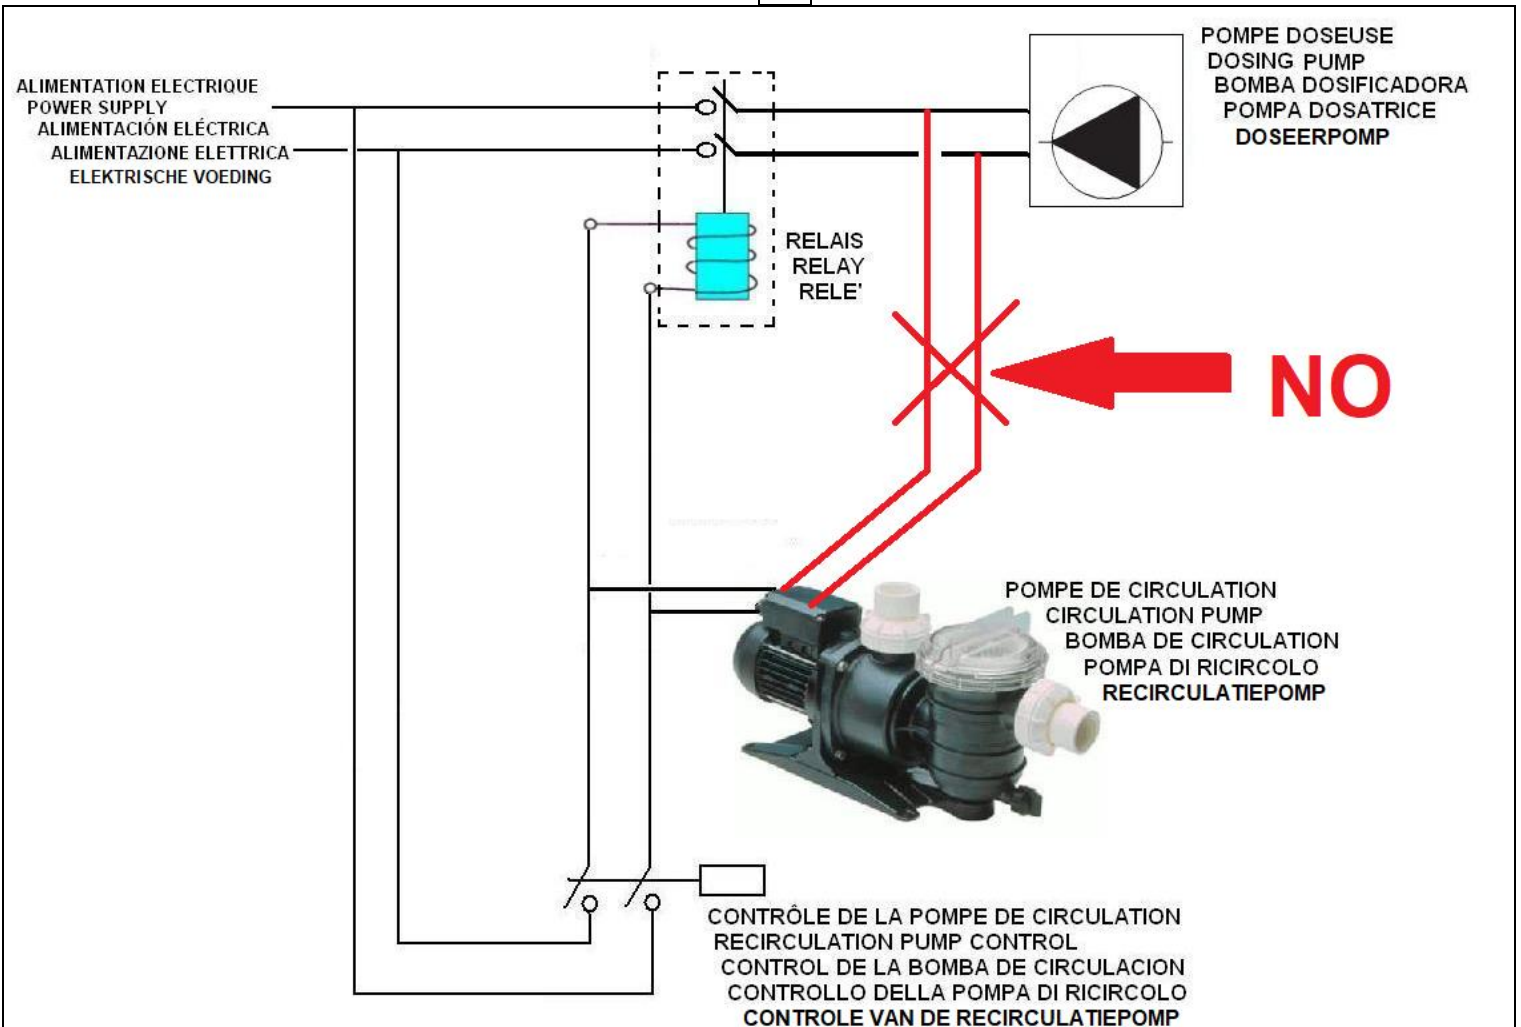 ALIMENTATION ELECTRIQUE
POWER SUPPLY
ALIMENTACIÓN ELÉCTRICA
ALIMENTAZIONE ELETTRICA
ELEKTRISCHE VOEDING
POMPE DOSEUSE
DOSING PUMP
BOMBA DOSIFICADORA
POMPA DOSATRICE
DOSEERPOMP
RELAIS
RELAY
RELE'
NO
POMPE DE CIRCULATION
CIRCULATION PUMP
BOMBA DE CIRCULATION
POMPA DI RICIRCOLO
RECIRCULATIEPOMP
CONTRÔLE DE LA POMPE DE CIRCULATION
RECIRCULATION PUMP CONTROL
CONTROL DE LA BOMBA DE CIRCULACION
CONTROLLO DELLA POMPA DI RICIRCOLO
CONTROLE VAN DE RECIRCULATIEPOMP